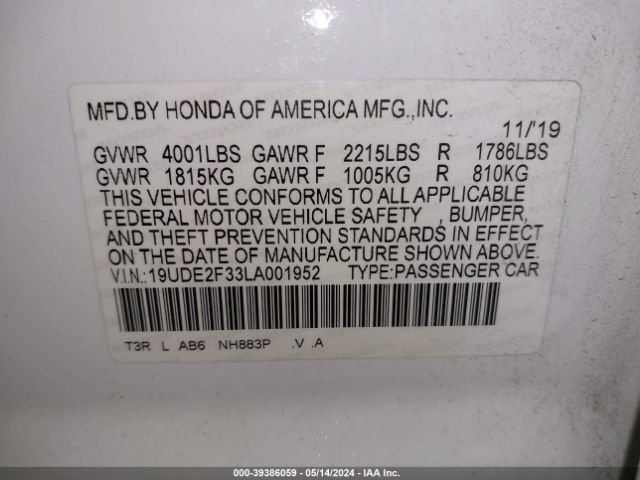 MFD.BY HONDA OF AMERICA MFG.,INC.
11/'19
GVWR 4001LBS GAWR F 2215LBS R 1786LBS
GVWR 1815KG GAWR F 1005KG R 810KG
THIS VEHICLE CONFORMS TO ALL APPLICABLE
FEDERAL MOTOR VEHICLE SAFETY , BUMPER,
AND THEFT PREVENTION STANDARDS IN EFFECT
ON THE DATE OF MANUFACTURE SHOWN ABOVE.
V.I.N.:19UDE2F33LA001952 TYPE:PASSENGER CAR
T3R L AB6 NH883P .V .A
000-39386059 - 05/14/2024 - IAA Inc.